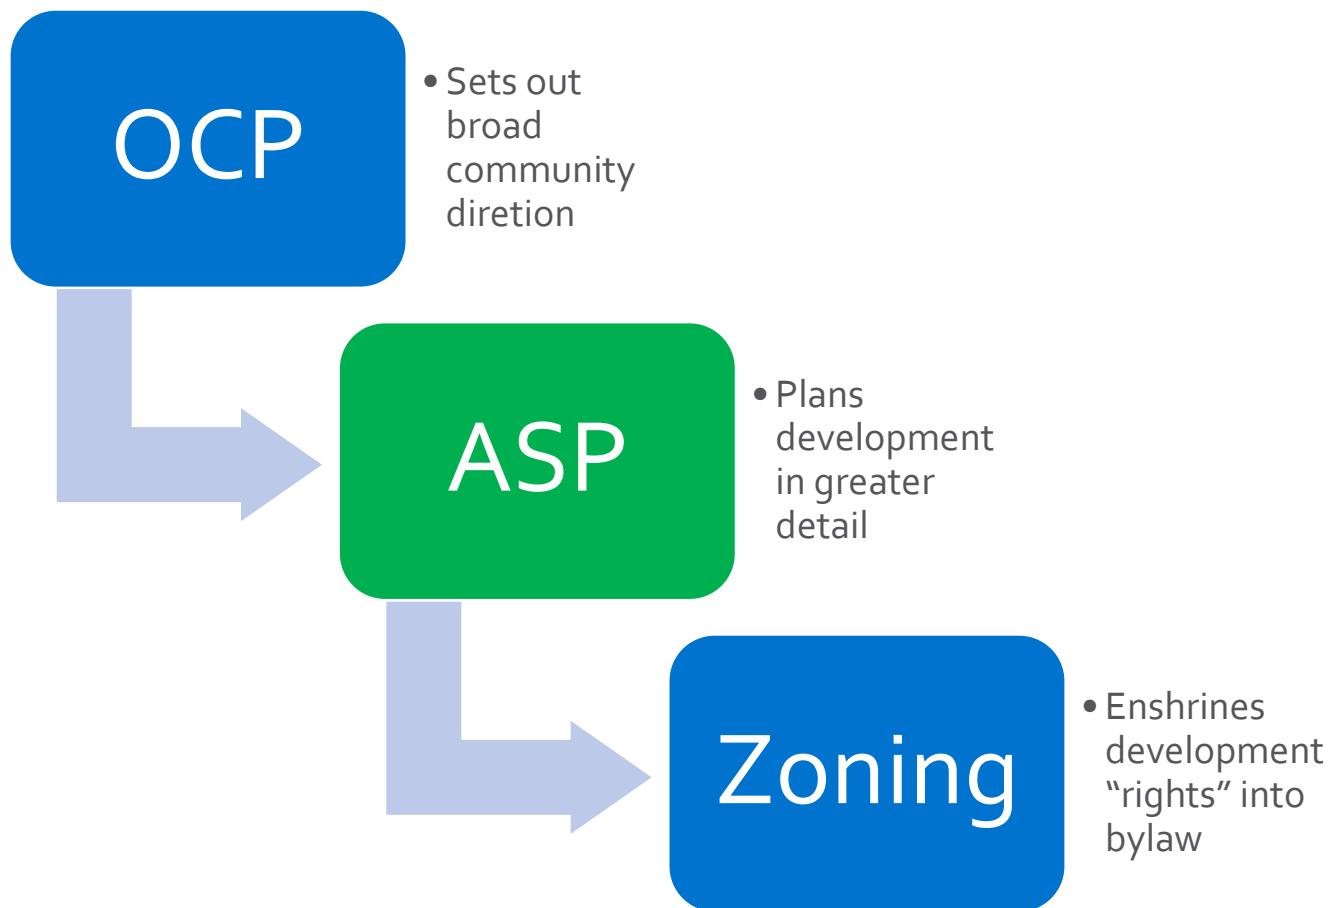 OCP
• Sets out
broad
community
diretion
ASP
• Plans
development
in greater
detail
Zoning
• Enshrines
development
“rights” into
bylaw